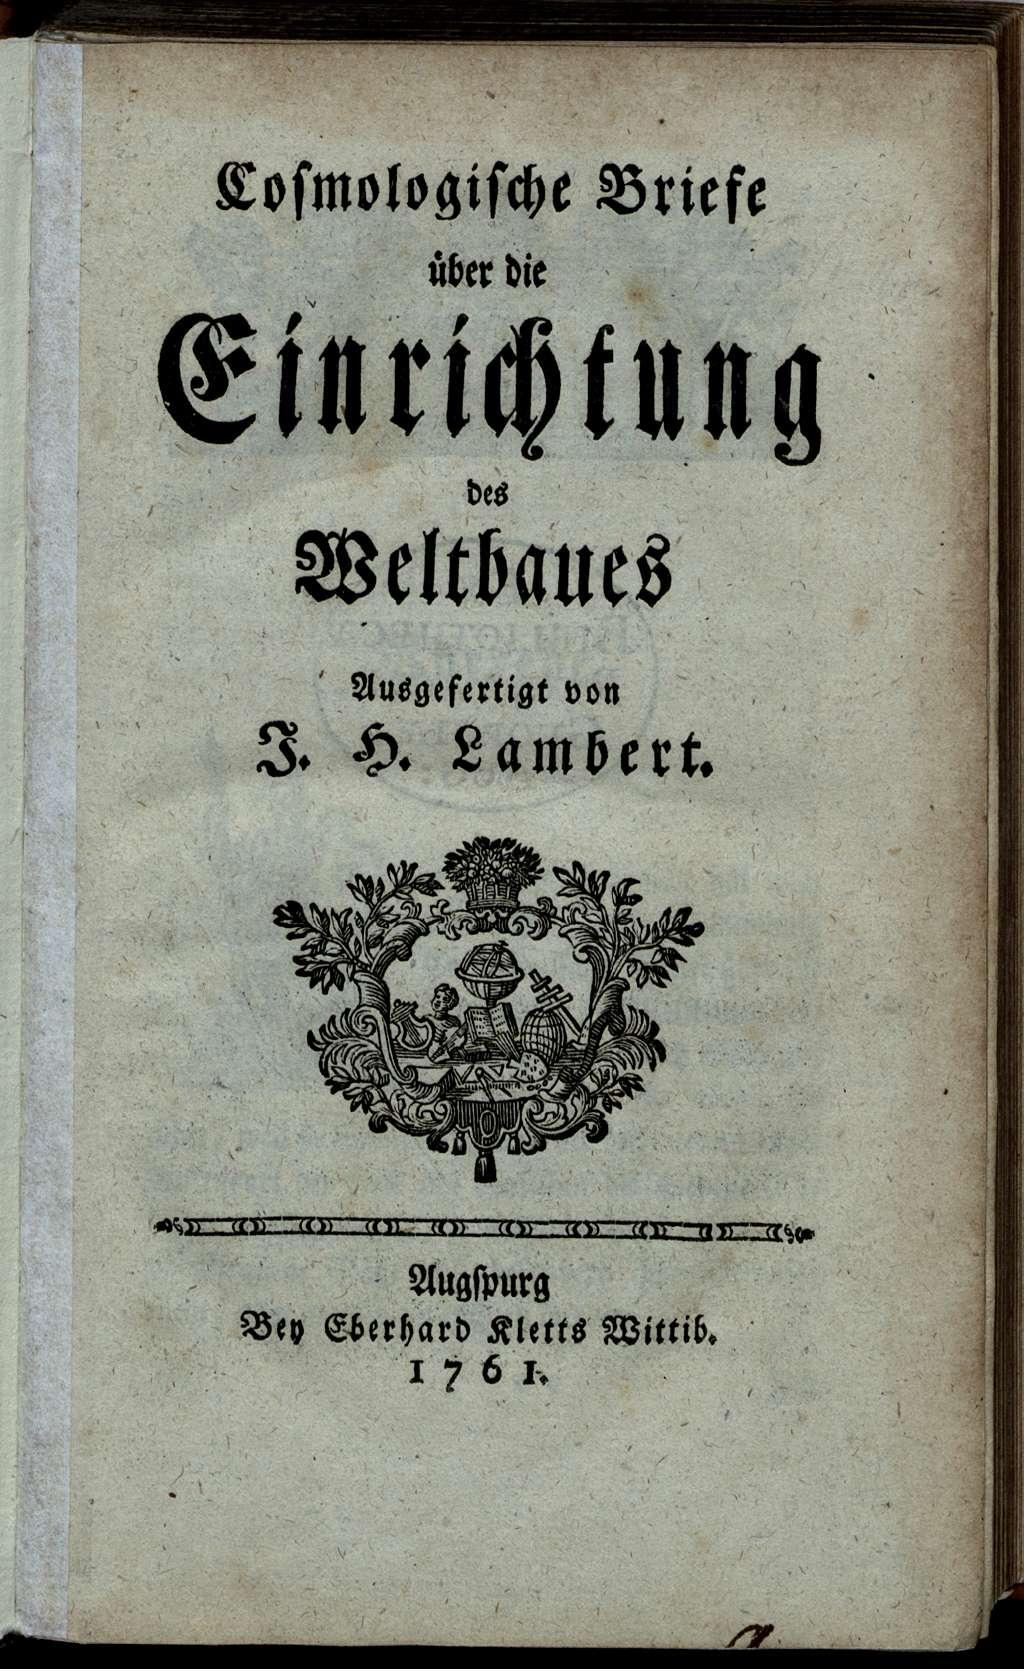 Cosmologische Briefe
über die
Einrichtung
des
Weltbaues
Ausgefertigt von
J. H. Lambert.
Augspurg
Bey Eberhard Kletts Wittib.
1761.